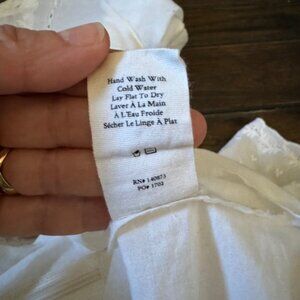 Hand Wash With
Cold Water
Lay Flat To Dry
Laver À La Main
À L'Eau Froide
Sécher Le Linge À Plat
RN# 140873
PO# 1702